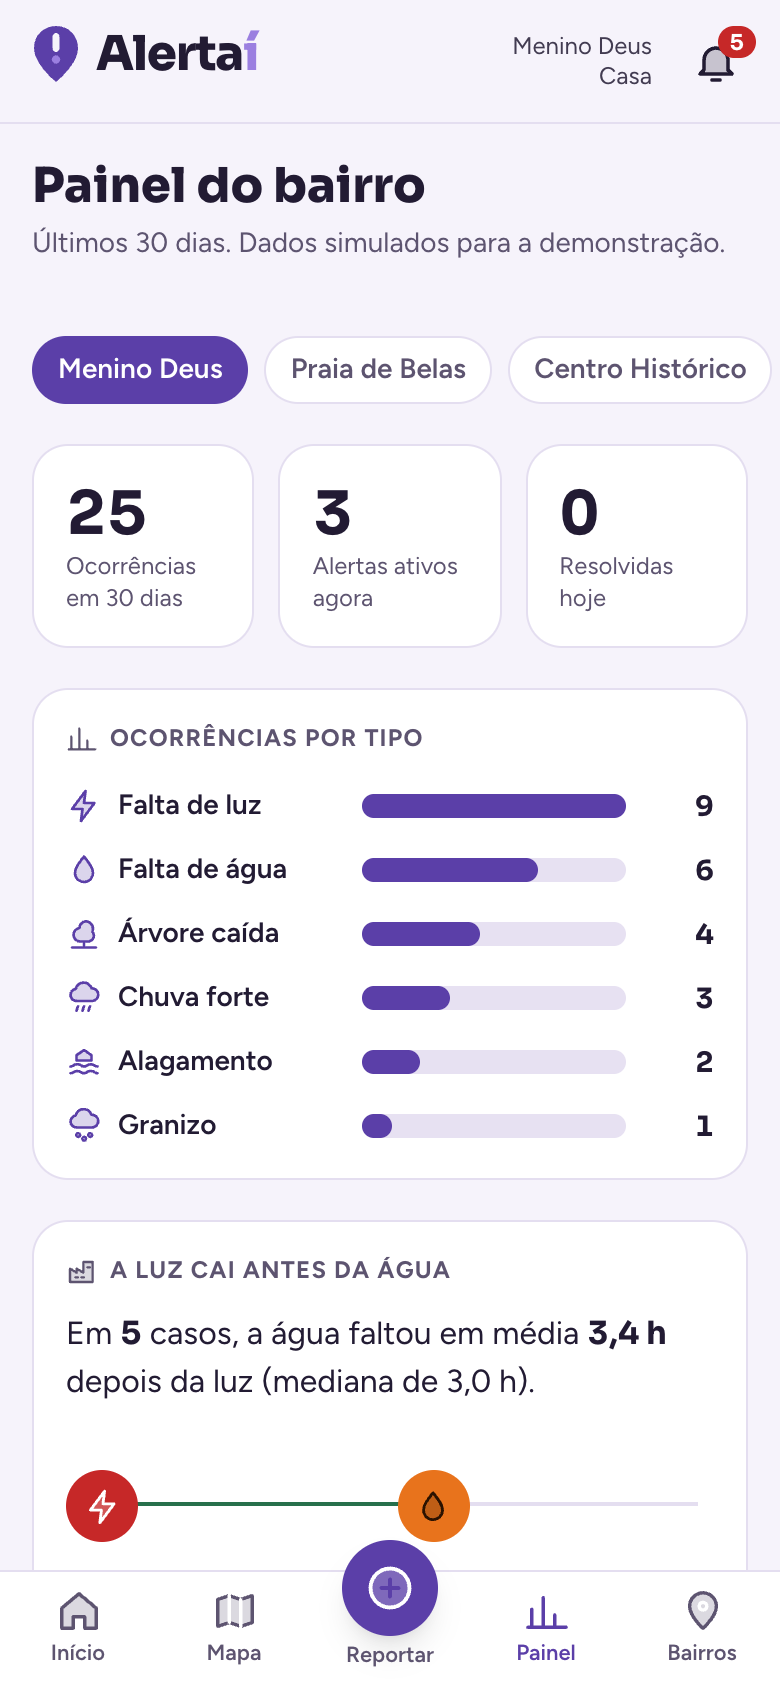 Alertaí
Menino Deus
Casa
5
Painel do bairro
Últimos 30 dias. Dados simulados para a demonstração.
Menino Deus
Praia de Belas
Centro Histórico
25
Ocorrências
em 30 dias
3
Alertas ativos
agora
0
Resolvidas
hoje
OCORRÊNCIAS POR TIPO
Falta de luz 9
Falta de água 6
Árvore caída 4
Chuva forte 3
Alagamento 2
Granizo 1
A LUZ CAI ANTES DA ÁGUA
Em 5 casos, a água faltou em média 3,4 h
depois da luz (mediana de 3,0 h).
Início
Mapa
Reportar
Painel
Bairros